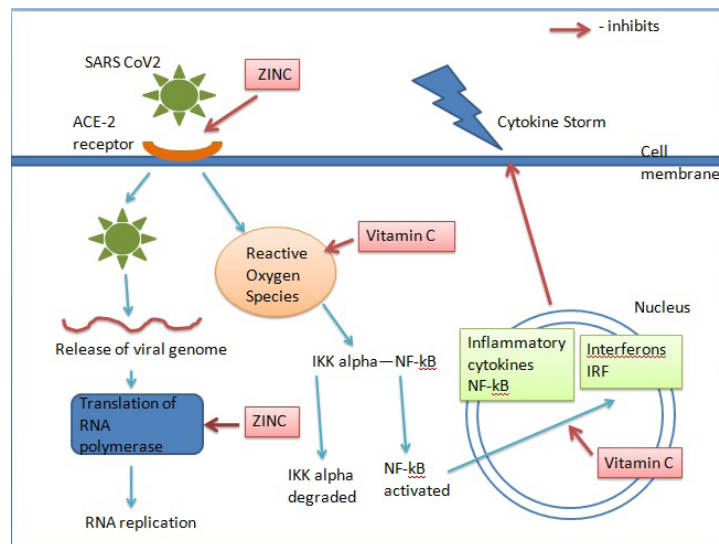 - inhibits
SARS CoV2
ZINC
ACE-2
receptor
Cytokine Storm
Cell
membrane
Vitamin C
Reactive
Oxygen
Species
Nucleus
Release of viral genome
IKK alpha—NF-kB
Inflammatory
cytokines
NF-kB
Interferons
IRF
Translation of
RNA
polymerase
ZINC
IKK alpha
degraded
NF-kB
activated
Vitamin C
RNA replication